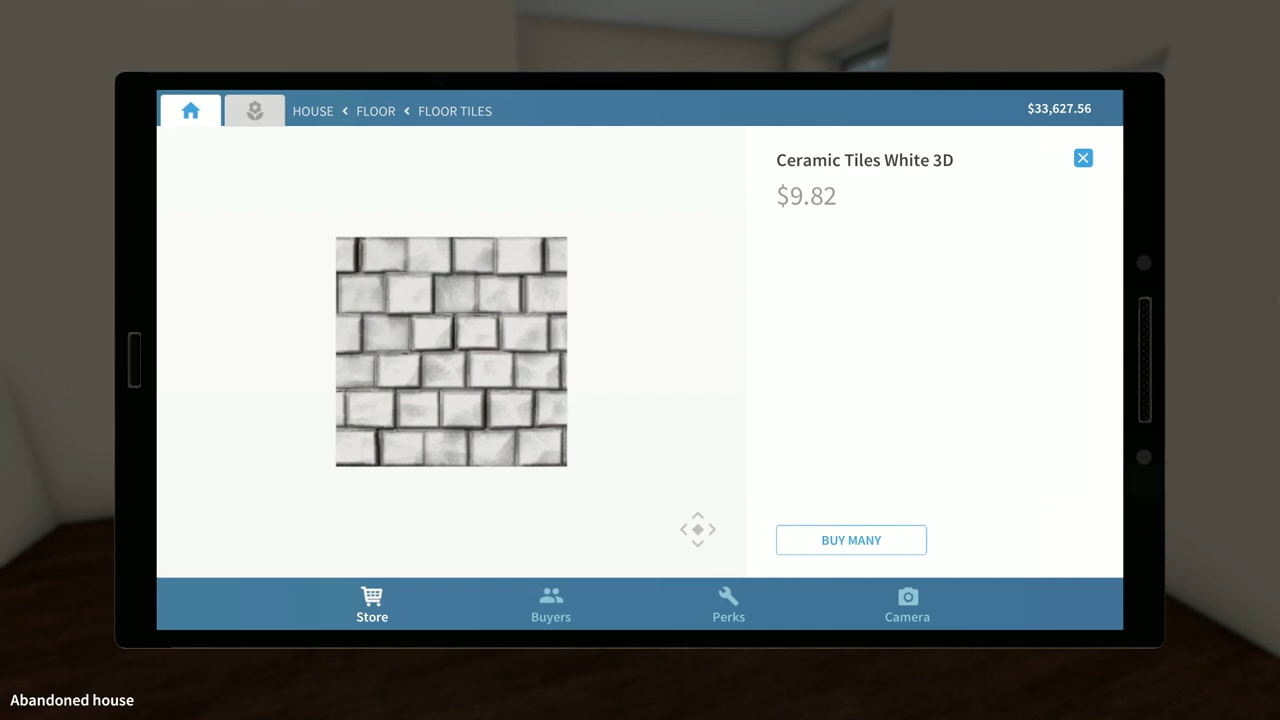 HOUSE < FLOOR < FLOOR TILES
$33,627.56
Ceramic Tiles White 3D
$9.82
BUY MANY
Store
Buyers
Perks
Camera
Abandoned house